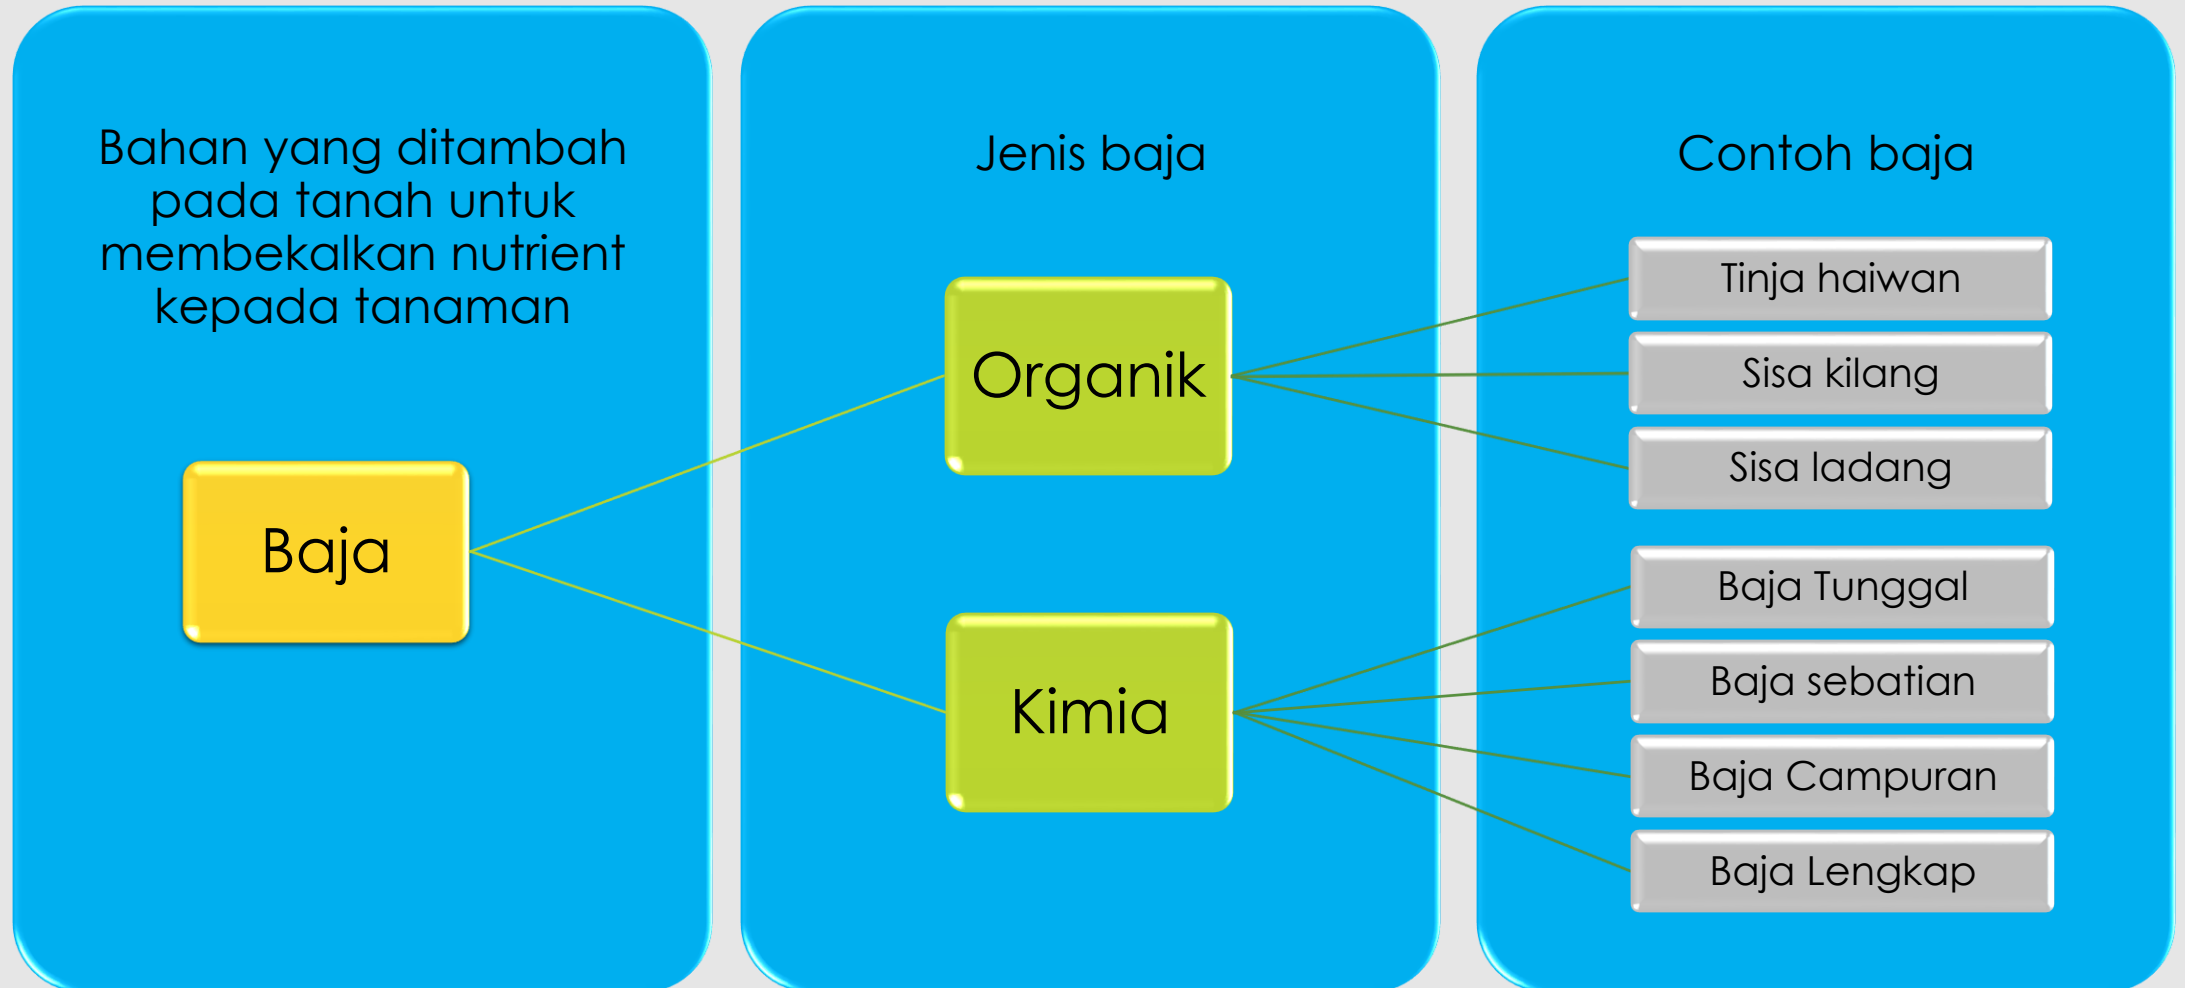 Bahan yang ditambah
pada tanah untuk
membekalkan nutrient
kepada tanaman
Baja
Jenis baja
Organik
Kimia
Contoh baja
Tinja haiwan
Sisa kilang
Sisa ladang
Baja Tunggal
Baja sebatian
Baja Campuran
Baja Lengkap